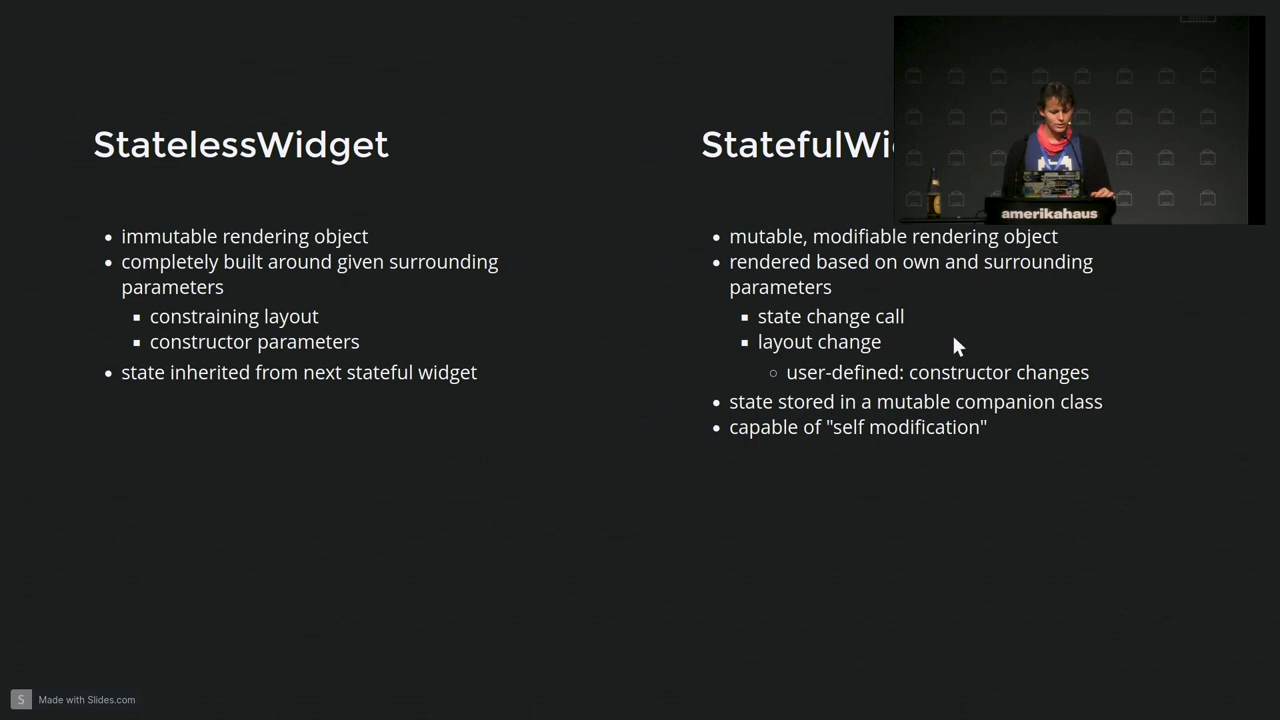 StatelessWidget
immutable rendering object
completely built around given surrounding
parameters
constraining layout
constructor parameters
state inherited from next stateful widget
StatefulWi
mutable, modifiable rendering object
rendered based on own and surrounding
parameters
state change call
layout change
user-defined: constructor changes
state stored in a mutable companion class
capable of "self modification"
amerikahaus
S
Made with Slides.com